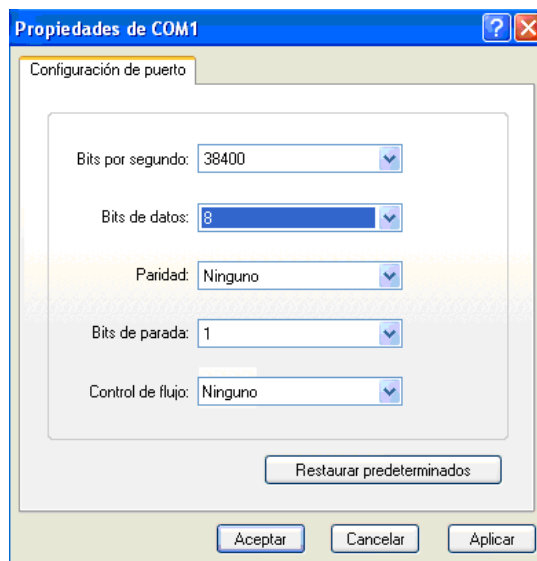 Propiedades de COM1
Configuración de puerto
Bits por segundo: 38400
Bits de datos: 8
Paridad: Ninguno
Bits de parada: 1
Control de flujo: Ninguno
Restaurar predeterminados
Aceptar Cancelar Aplicar